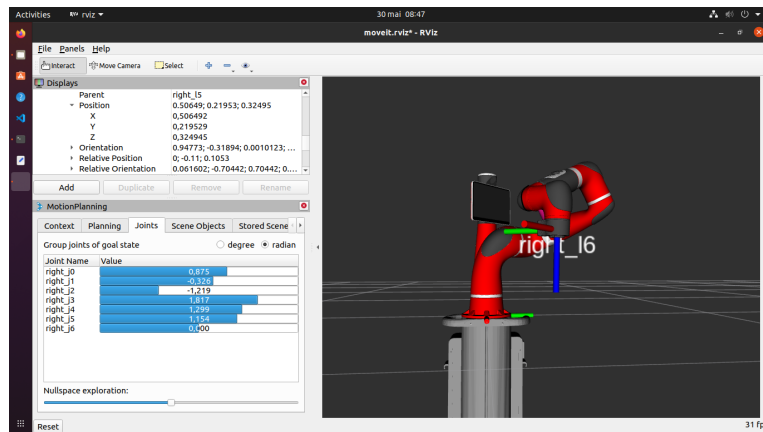 Activities RViz rviz 30 mai 08:47
moveit.rviz* - RViz
File Panels Help
Interact Move Camera Select
Displays
Parent right_l5
Position 0.50649; 0.21953; 0.32495
X 0,506492
Y 0,219529
Z 0,324945
Orientation 0.94773; -0.31894; 0.0010123; ...
Relative Position 0; -0.11; 0.1053
Relative Orientation 0.061602; -0.70442; 0.70442; 0....
Add Duplicate Remove Rename
MotionPlanning
Context Planning Joints Scene Objects Stored Scene
Group joints of goal state degree radian
Joint Name Value
right_j0 0,875
right_j1 -0,326
right_j2 -1,219
right_j3 1,817
right_j4 1,299
right_j5 1,154
right_j6 0,000
Nullspace exploration:
Reset
right_l6
31 fp